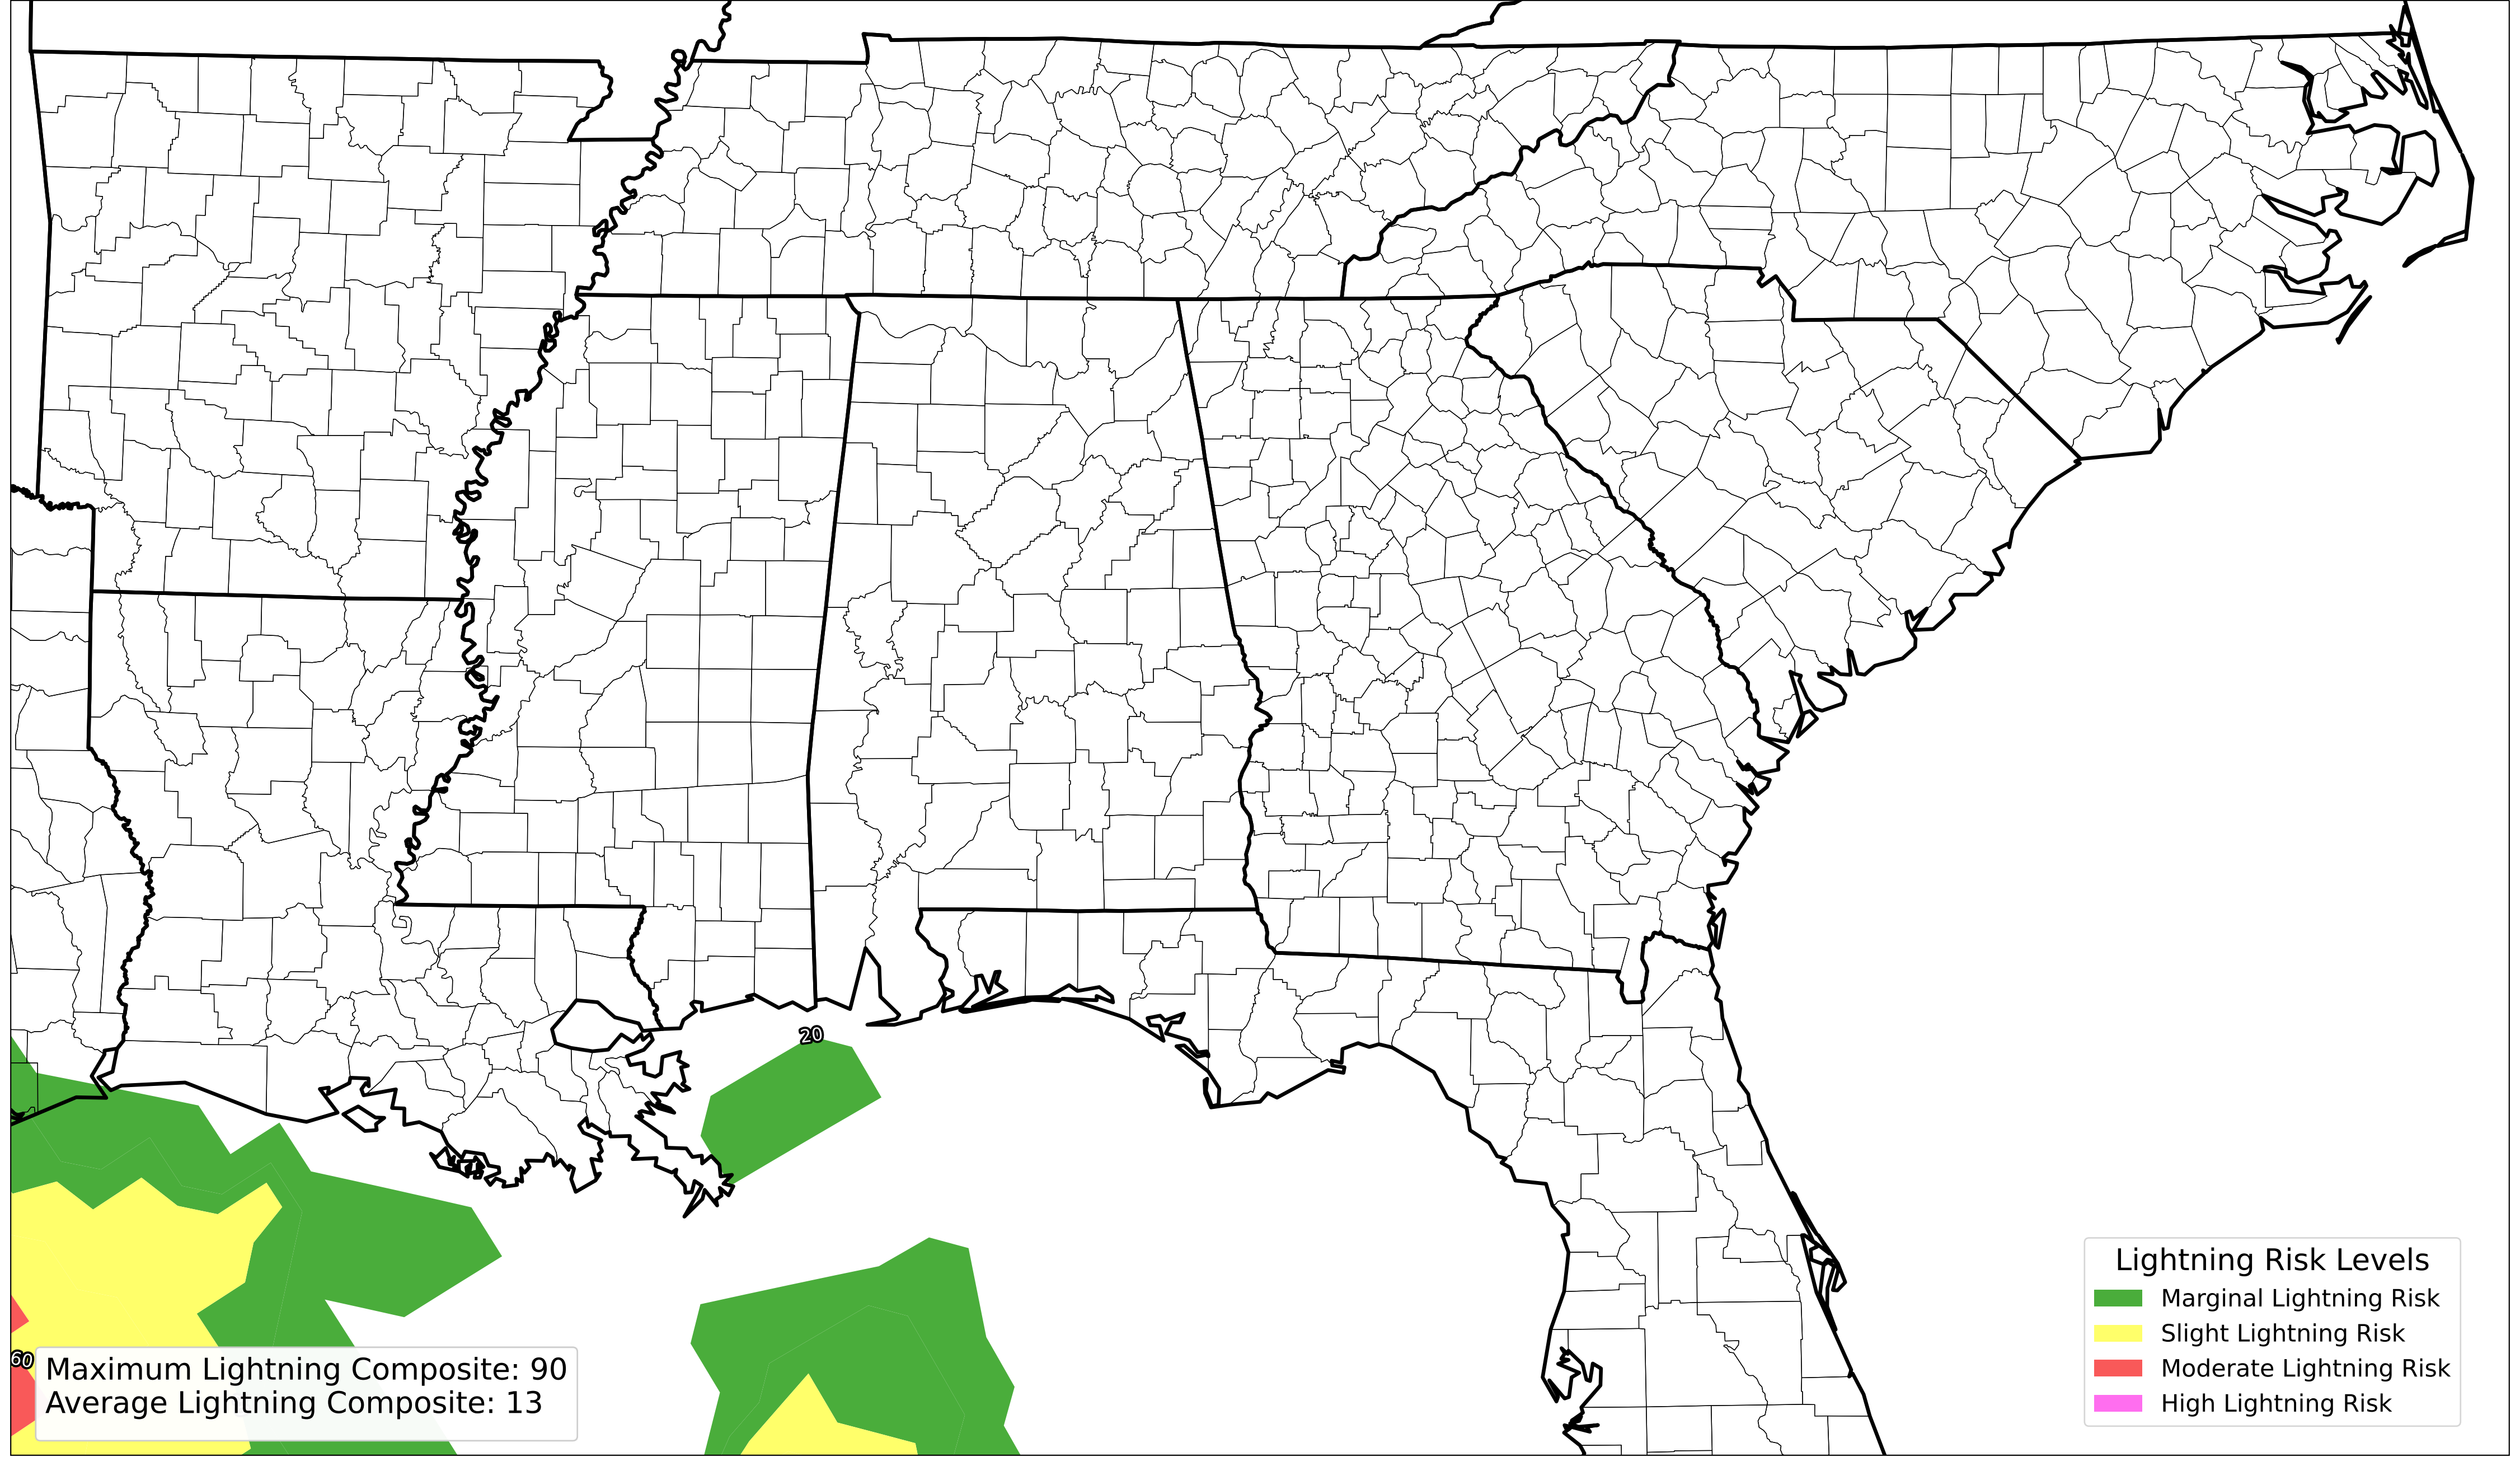 20
Lightning Risk Levels
Marginal Lightning Risk
Slight Lightning Risk
Moderate Lightning Risk
High Lightning Risk
60
Maximum Lightning Composite: 90
Average Lightning Composite: 13